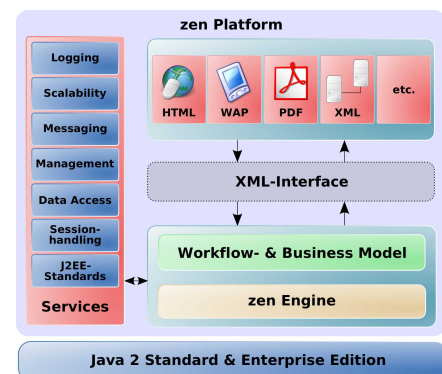 zen Platform
Logging
Scalability
Messaging
Management
Data Access
Session-
handling
J2EE-
Standards
Services
HTML
WAP
PDF
XML
etc.
XML-Interface
Workflow- & Business Model
zen Engine
Java 2 Standard & Enterprise Edition